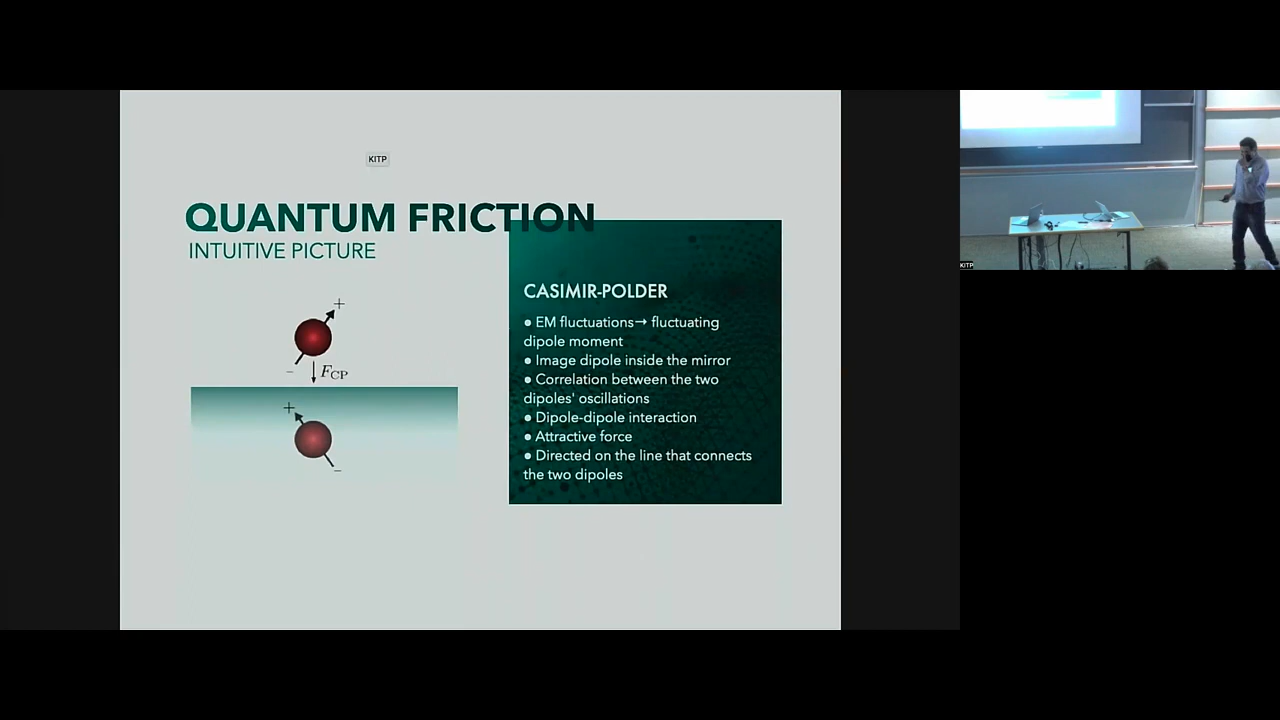 KITP
QUANTUM FRICTION
INTUITIVE PICTURE
+
−
F_CP
+
−
CASIMIR-POLDER
● EM fluctuations→ fluctuating
dipole moment
● Image dipole inside the mirror
● Correlation between the two
dipoles' oscillations
● Dipole-dipole interaction
● Attractive force
● Directed on the line that connects
the two dipoles
KITP